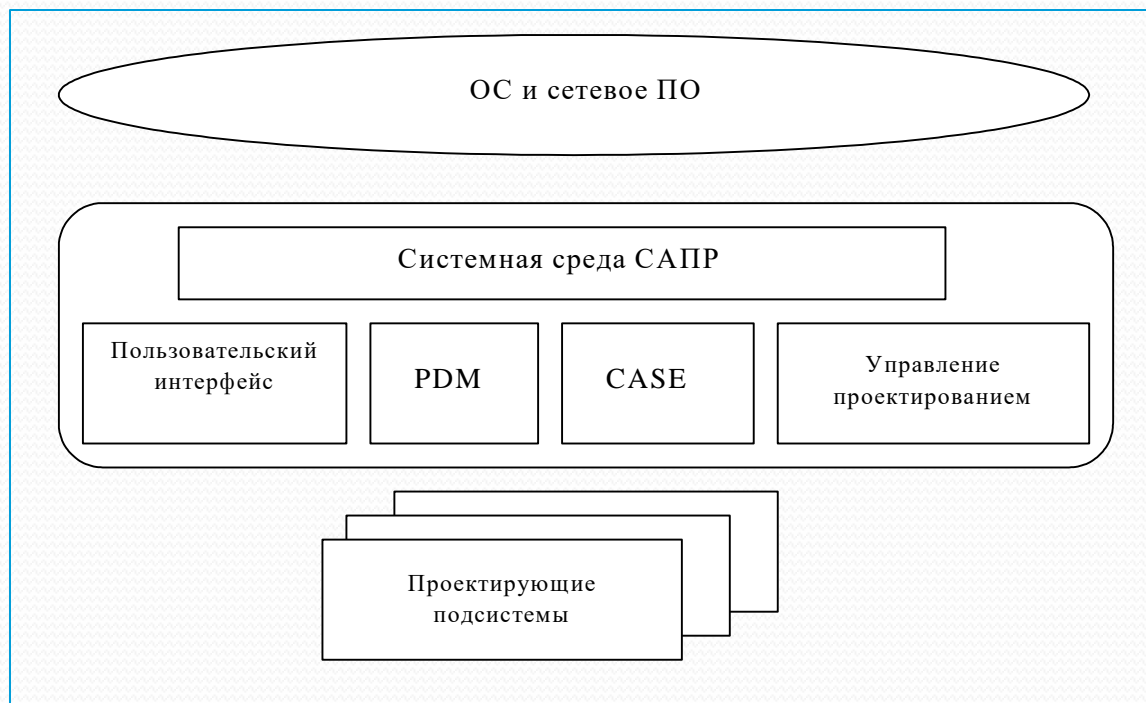 ОС и сетевое ПО
Системная среда САПР
Пользовательский
интерфейс
PDM
CASE
Управление
проектированием
Проектирующие
подсистемы